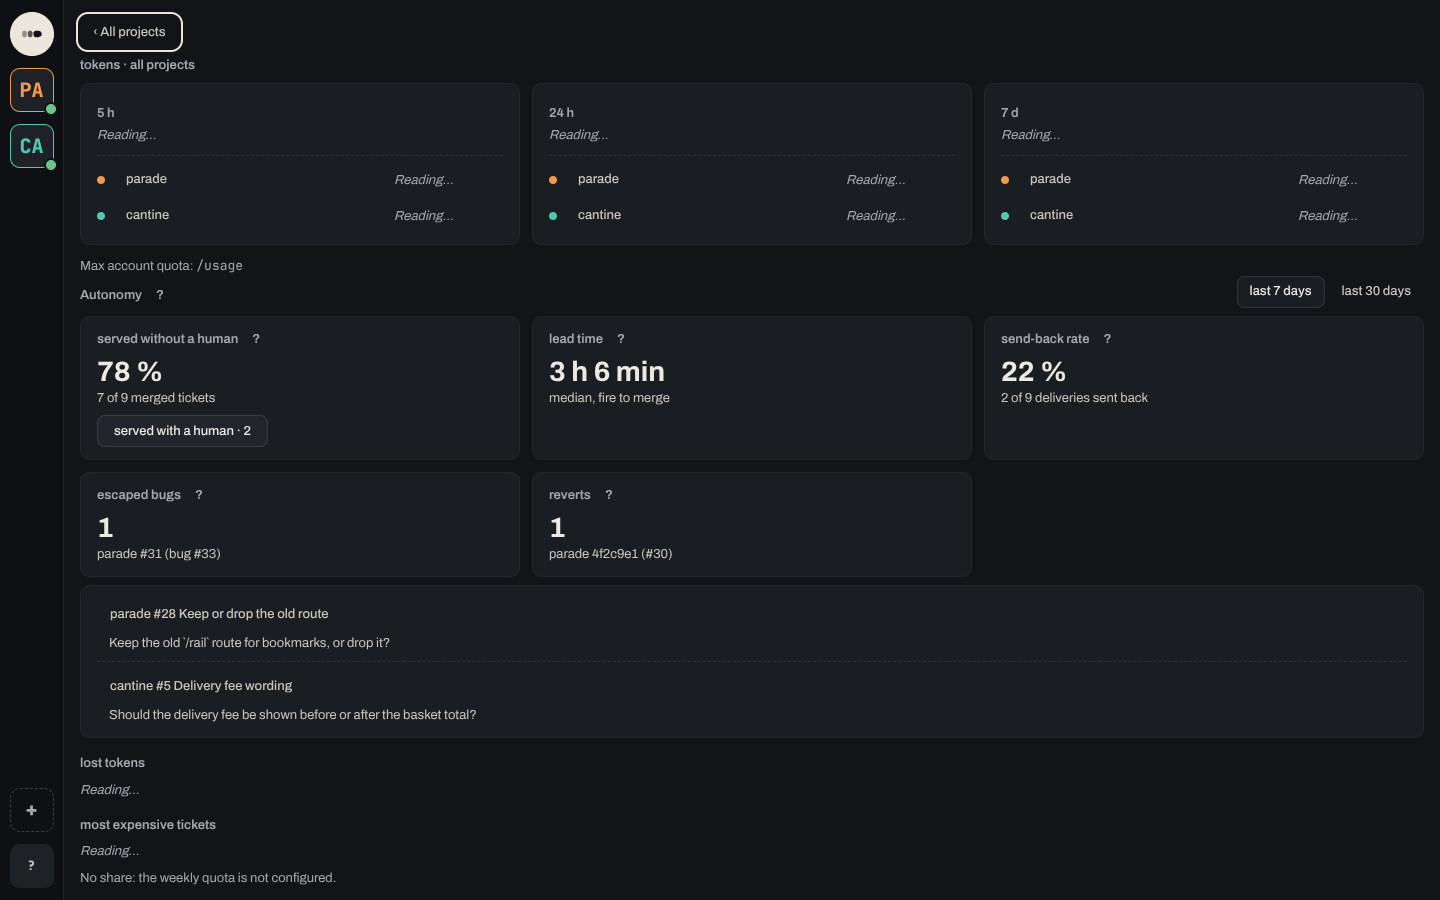 ‹ All projects
PA
CA
tokens · all projects
5 h
Reading...
parade Reading...
cantine Reading...
24 h
Reading...
parade Reading...
cantine Reading...
7 d
Reading...
parade Reading...
cantine Reading...
Max account quota: /usage
Autonomy ?
last 7 days last 30 days
served without a human ?
78 %
7 of 9 merged tickets
served with a human · 2
lead time ?
3 h 6 min
median, fire to merge
send-back rate ?
22 %
2 of 9 deliveries sent back
escaped bugs ?
1
parade #31 (bug #33)
reverts ?
1
parade 4f2c9e1 (#30)
parade #28 Keep or drop the old route
Keep the old `/rail` route for bookmarks, or drop it?
cantine #5 Delivery fee wording
Should the delivery fee be shown before or after the basket total?
lost tokens
Reading...
most expensive tickets
Reading...
No share: the weekly quota is not configured.
+
?